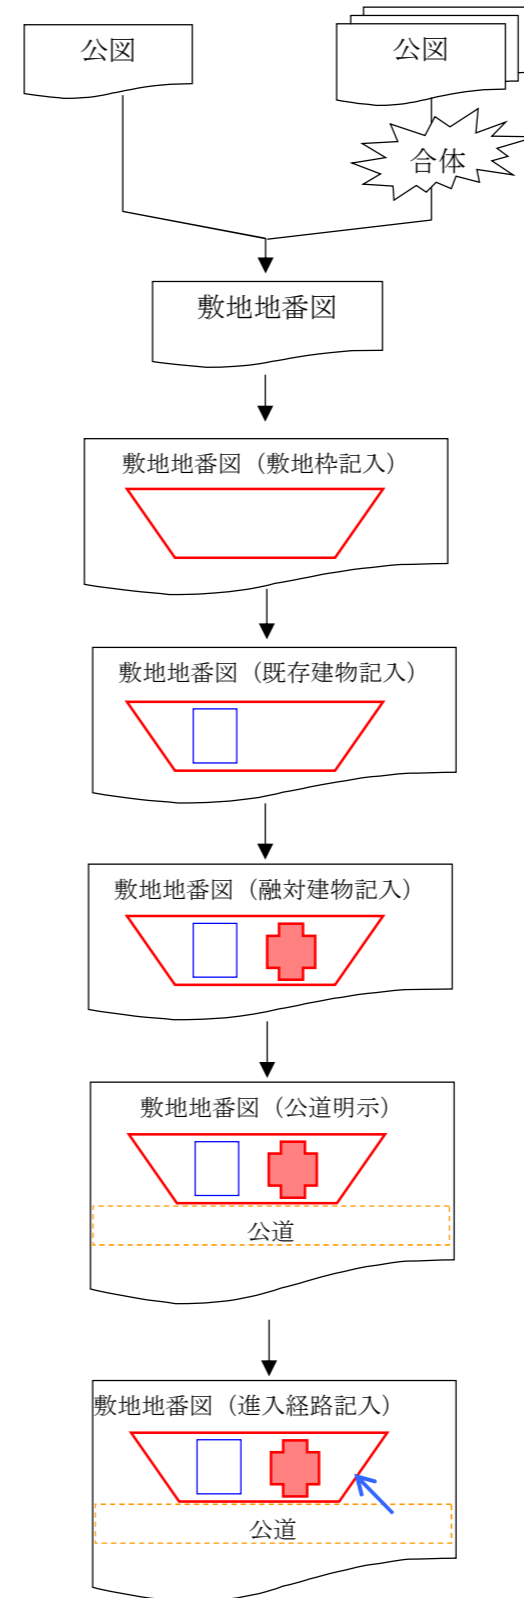 公図
公図
合体
敷地地番図
敷地地番図（敷地枠記入）
敷地地番図（既存建物記入）
敷地地番図（融対建物記入）
敷地地番図（公道明示）
公道
敷地地番図（進入経路記入）
公道